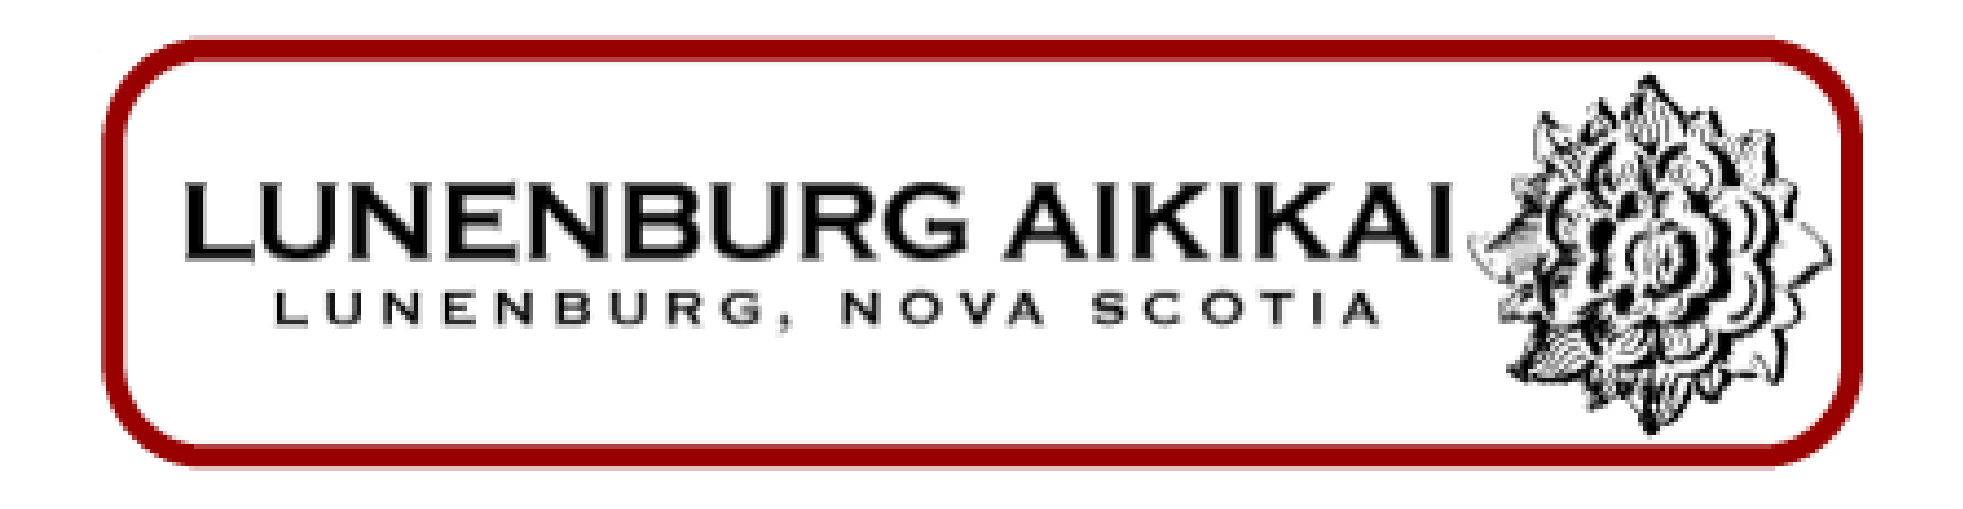 LUNENBURG AIKIKAI
LUNENBURG, NOVA SCOTIA